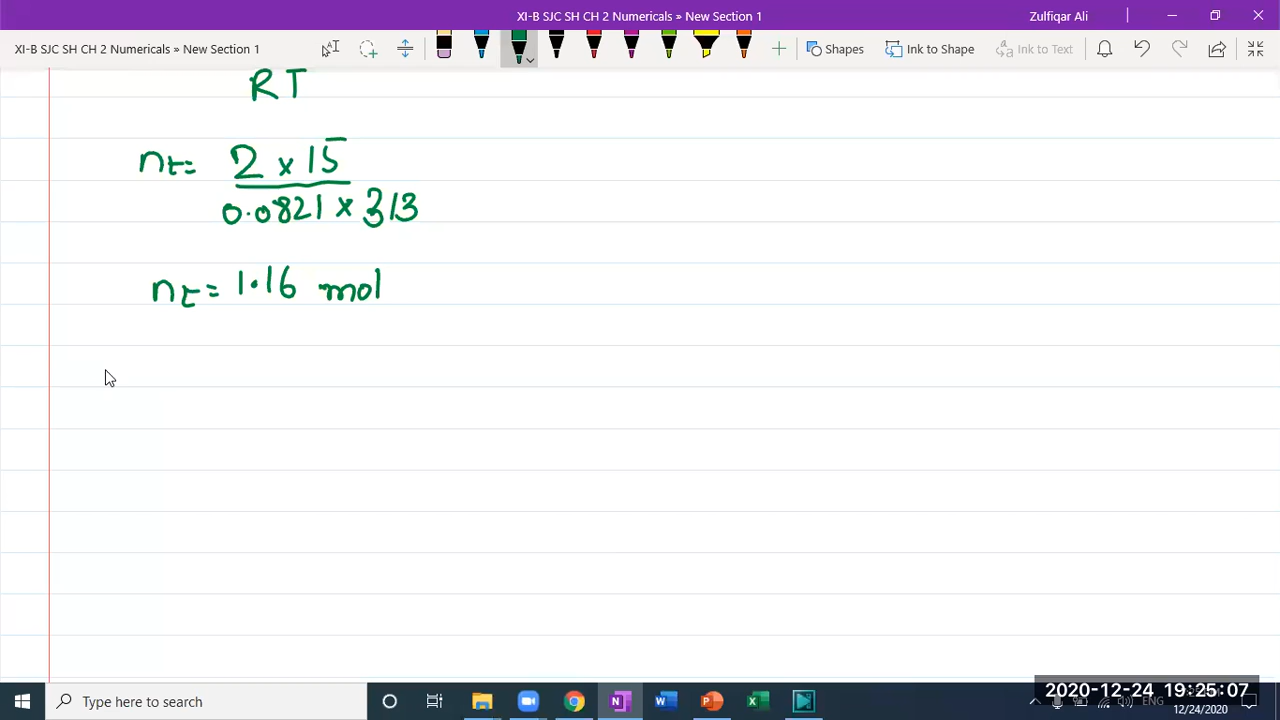 XI-B SJC SH CH 2 Numericals » New Section 1
Zulfiqar Ali
XI-B SJC SH CH 2 Numericals » New Section 1
Shapes
Ink to Shape
Ink to Text
RT
nt= 2 x 15
0.0821 x 313
nt= 1.16 mol
Type here to search
2020-12-24 19:25:07
ENG
12/24/2020